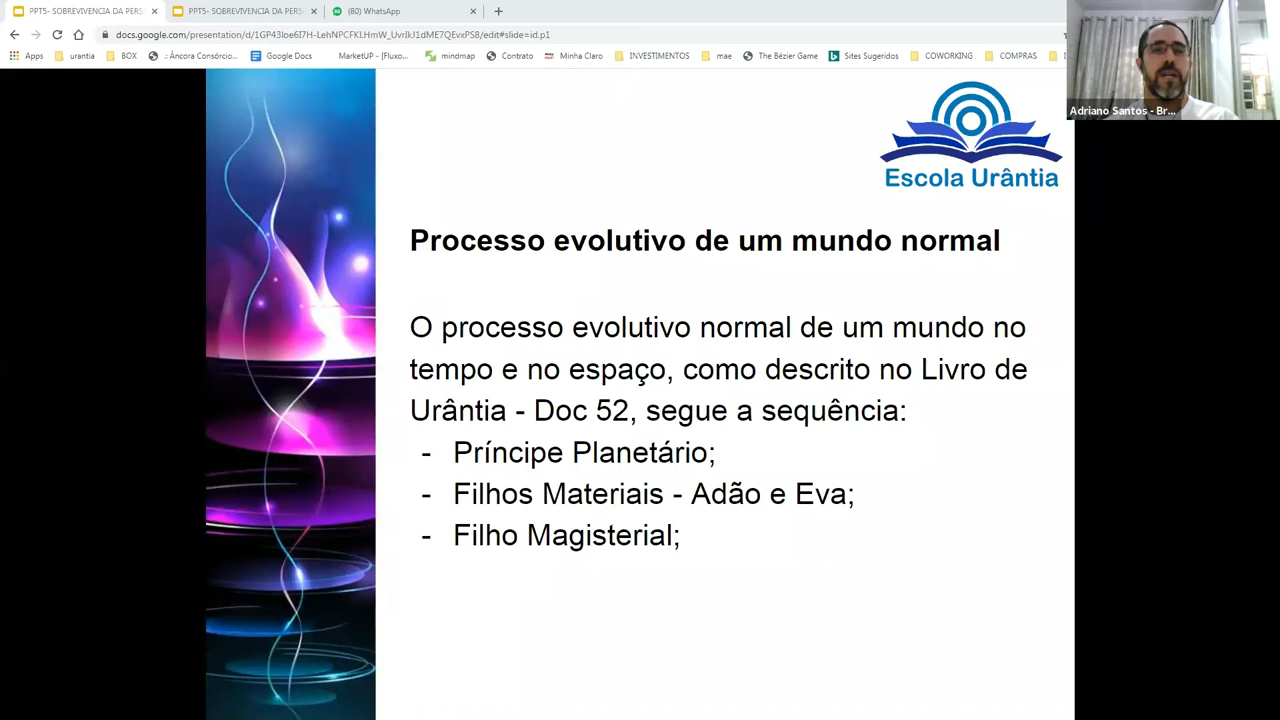 PPT5- SOBREVIVENCIA DA PERS
PPT5- SOBREVIVENCIA DA PERS
(80) WhatsApp
docs.google.com/presentation/d/1GP43Ioe6I7H-LehNPCFKLHmW_UvrlkJ1dME7QEvxPS8/edit#slide=id.p1
Apps
urantia
BOX
.: Âncora Consórcio...
Google Docs
MarketUP - [Fluxo...
mindmap
Contrato
Minha Claro
INVESTIMENTOS
mae
The Bézier Game
Sites Sugeridos
COWORKING
COMPRAS
Adriano Santos - Br...
Escola Urântia
Processo evolutivo de um mundo normal
O processo evolutivo normal de um mundo no
tempo e no espaço, como descrito no Livro de
Urântia - Doc 52, segue a sequência:
- Príncipe Planetário;
- Filhos Materiais - Adão e Eva;
- Filho Magisterial;